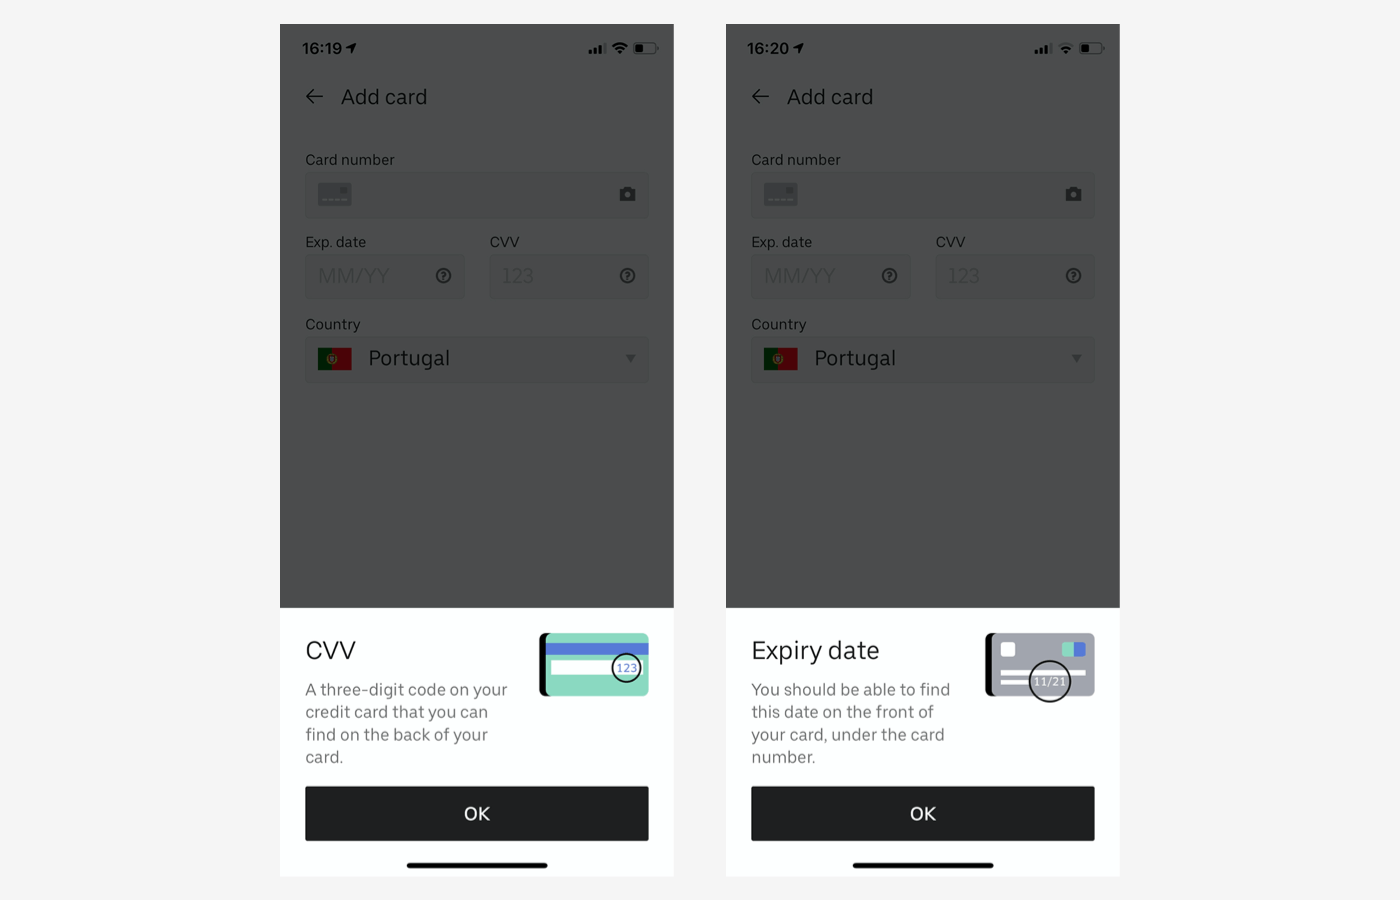 16:19
Add card
Card number
Exp. date CVV
MM/YY 123
Country
Portugal
CVV
123
A three-digit code on your
credit card that you can
find on the back of your
card.
OK
16:20
Add card
Card number
Exp. date CVV
MM/YY 123
Country
Portugal
Expiry date
11/21
You should be able to find
this date on the front of
your card, under the card
number.
OK